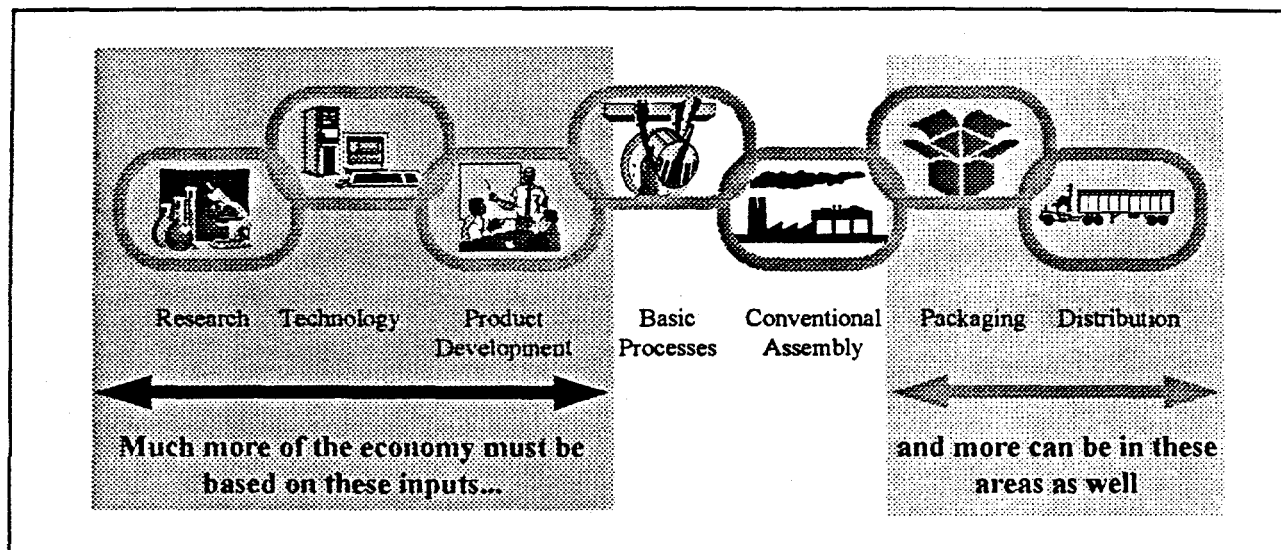 Research
Technology
Product
Development
Basic
Processes
Conventional
Assembly
Packaging
Distribution
Much more of the economy must be
based on these inputs...
and more can be in these
areas as well